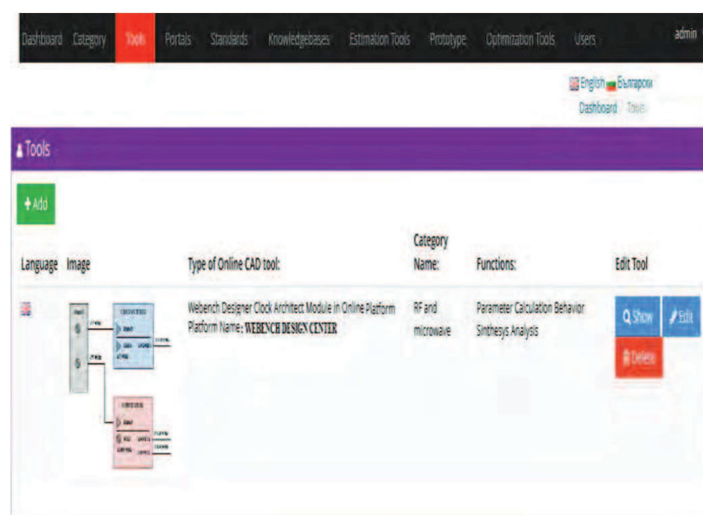 Dashboard Category Tools Portals Standards Knowledgebases Estimation Tools Prototype Optimization Tools Users admin
English Български
Dashboard Tools
Tools
+ Add
Language Image Type of Online CAD tool: Category Name: Functions: Edit Tool
Webench Designer Clock Architect Module in Online Platform
Platform Name: WEBENCH DESIGN CENTER
RF and
microwave
Parameter Calculation Behavior
Sinthesys Analysis
Show Edit
Delete